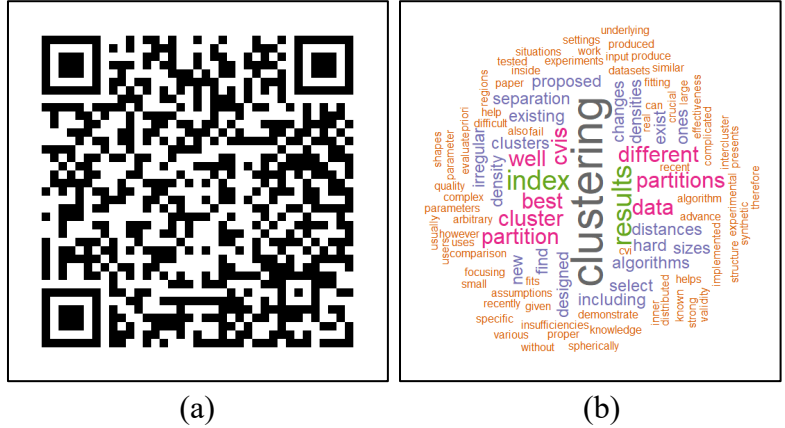 underlying
settings work produced
situations
input produce
tested experiments
inside
datasets similar
paper proposed
fitting
regions
separation
changes
densities
real
can
exist
crucial
ones
large
effectiveness
complicated
help existing
difficult
also fail
evaluate priori
irregular
clusters
cvis
clustering
different
intercluster
presents
shapes
parameter
well
density
recent
quality
index
results
partitions
complex
best
data
algorithm
experimental
synthetic
therefore
parameters
arbitrary
cluster
advance
usually
users
however
uses
partition
distances
comparison
cvi hard sizes
implemented
structure
new
find
designed
algorithms
focusing
small
fits
select
helps
assumptions
including
inner
distributed
known
strong
validity
recently given
demonstrate
specific
insufficiencies
knowledge
various proper
without spherically
/drive/
(a)
(b)